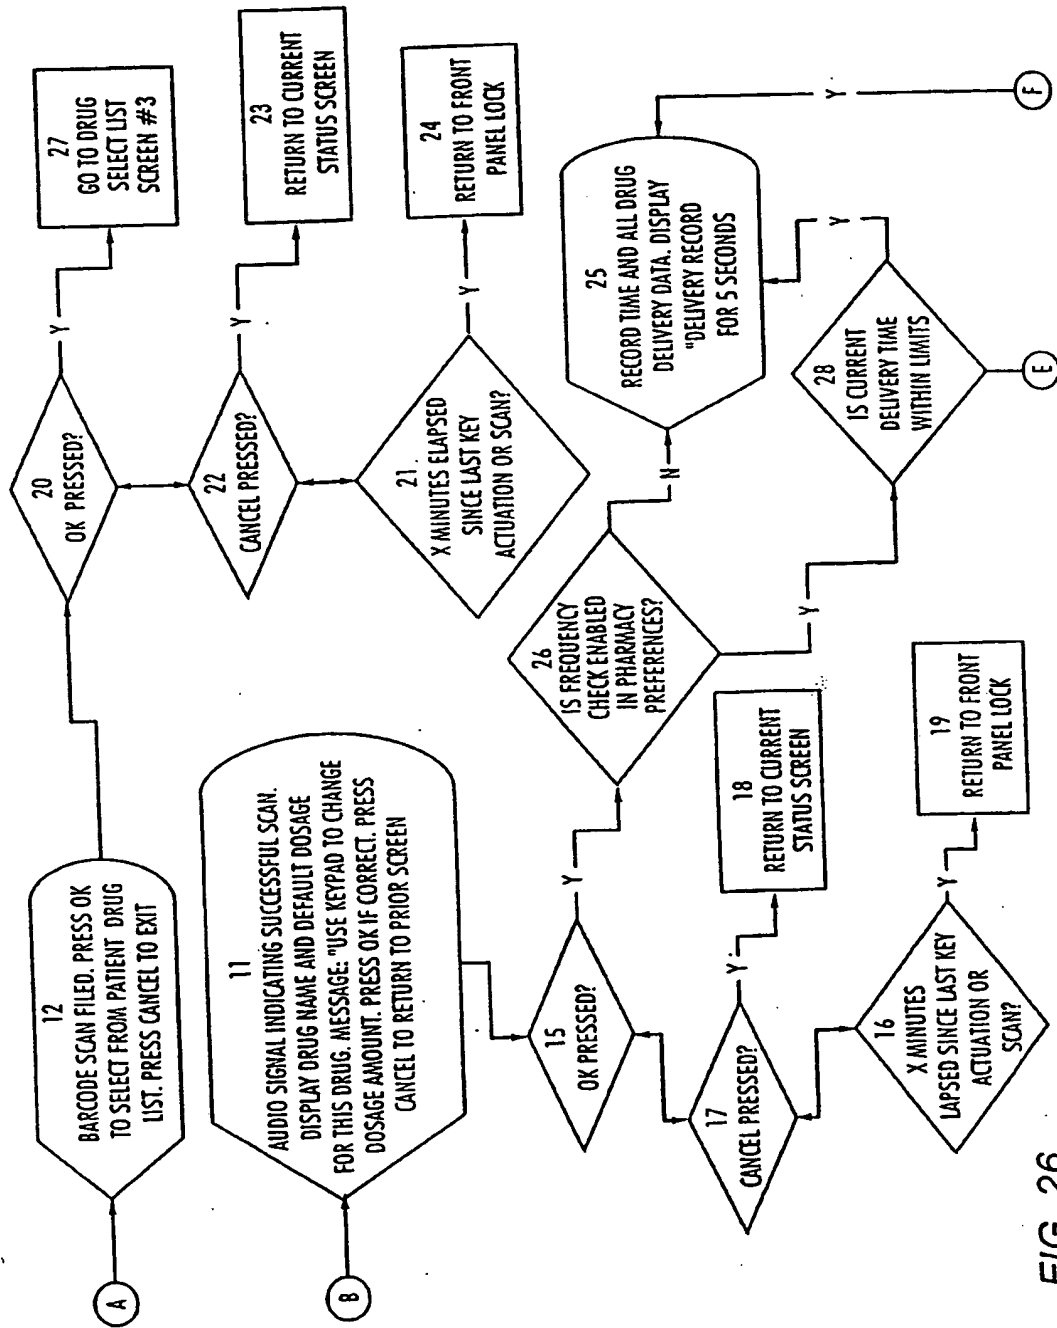 A
12
BARCODE SCAN FILED. PRESS OK
TO SELECT FROM PATIENT DRUG
LIST. PRESS CANCEL TO EXIT
20
OK PRESSED?
Y
27
GO TO DRUG
SELECT LIST
SCREEN #3
22
CANCEL PRESSED?
Y
23
RETURN TO CURRENT
STATUS SCREEN
21
X MINUTES ELAPSED
SINCE LAST KEY
ACTUATION OR SCAN?
Y
24
RETURN TO FRONT
PANEL LOCK
B
11
AUDIO SIGNAL INDICATING SUCCESSFUL SCAN.
DISPLAY DRUG NAME AND DEFAULT DOSAGE
FOR THIS DRUG. MESSAGE: "USE KEYPAD TO CHANGE
DOSAGE AMOUNT. PRESS OK IF CORRECT. PRESS
CANCEL TO RETURN TO PRIOR SCREEN
15
OK PRESSED?
Y
26
IS FREQUENCY
CHECK ENABLED
IN PHARMACY
PREFERENCES?
N
Y
25
RECORD TIME AND ALL DRUG
DELIVERY DATA. DISPLAY
"DELIVERY RECORD
FOR 5 SECONDS
Y
F
28
IS CURRENT
DELIVERY TIME
WITHIN LIMITS
Y
E
17
CANCEL PRESSED?
Y
18
RETURN TO CURRENT
STATUS SCREEN
16
X MINUTES
LAPSED SINCE LAST KEY
ACTUATION OR
SCAN?
Y
19
RETURN TO FRONT
PANEL LOCK
FIG. 26